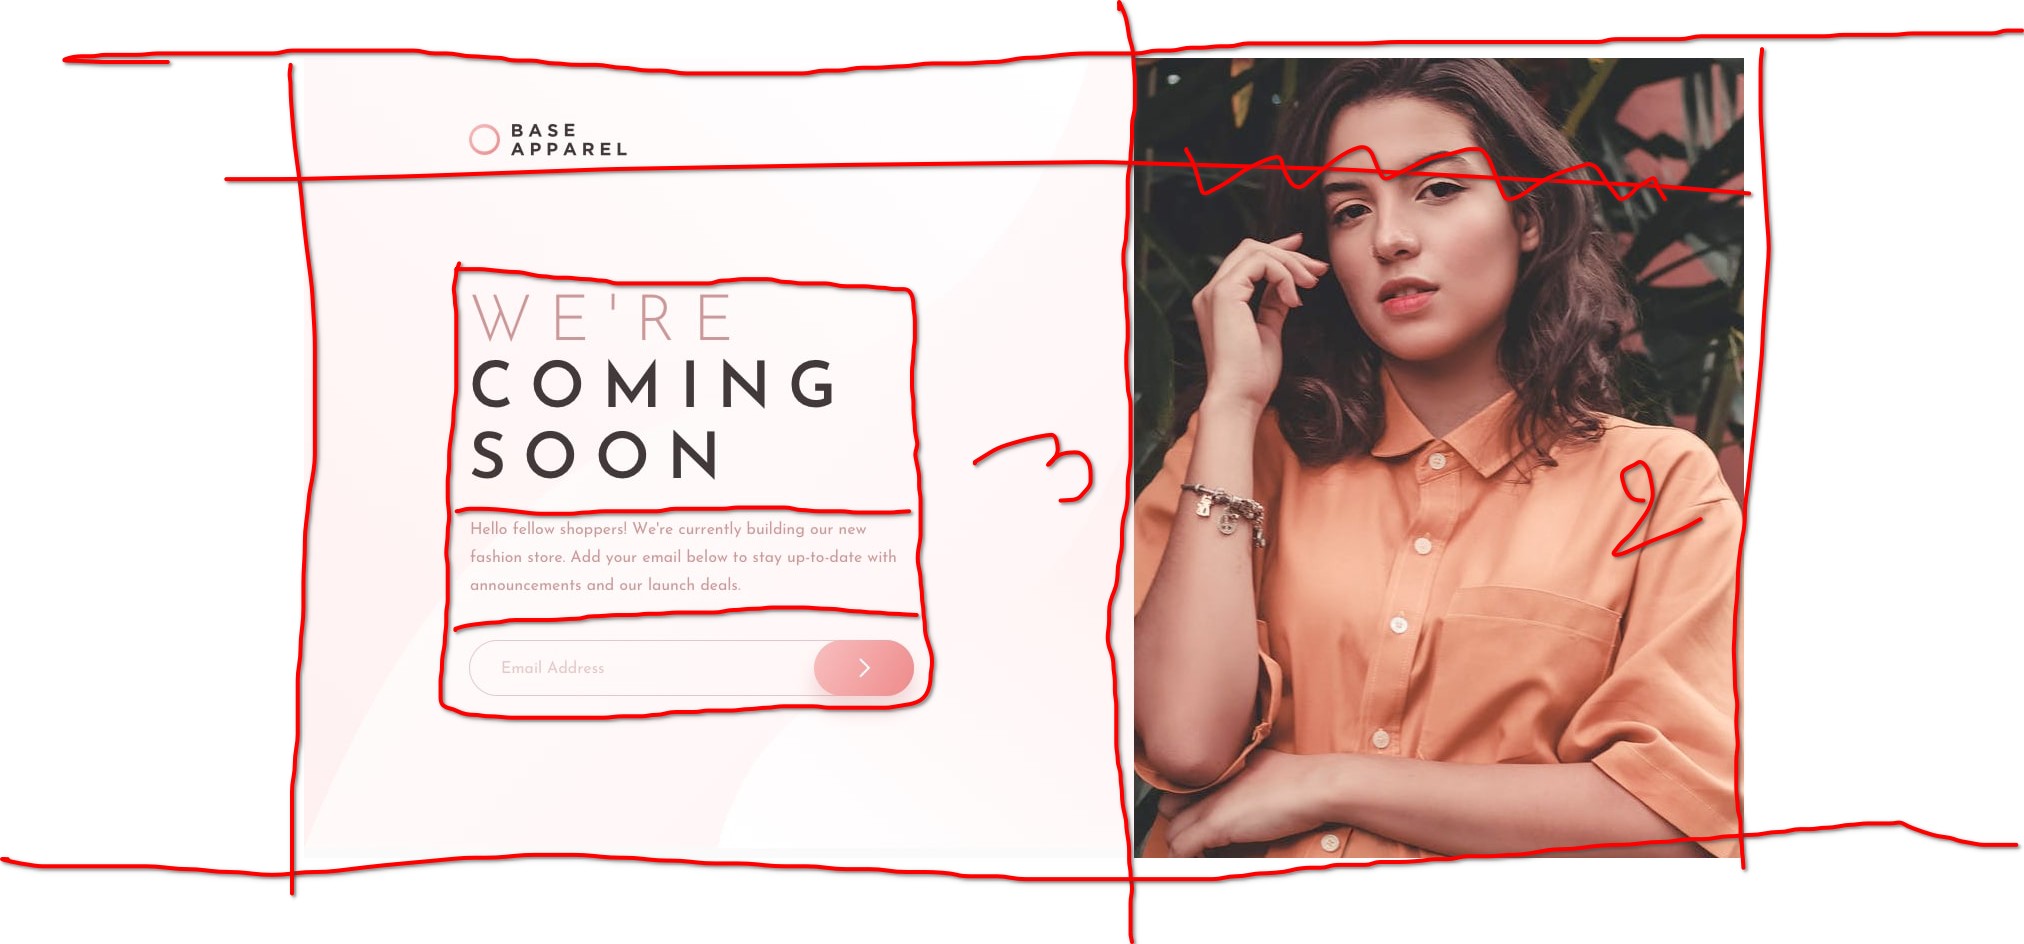 BASE
APPAREL
WE'RE
COMING
SOON
3
2
Hello fellow shoppers! We're currently building our new
fashion store. Add your email below to stay up-to-date with
announcements and our launch deals.
Email Address